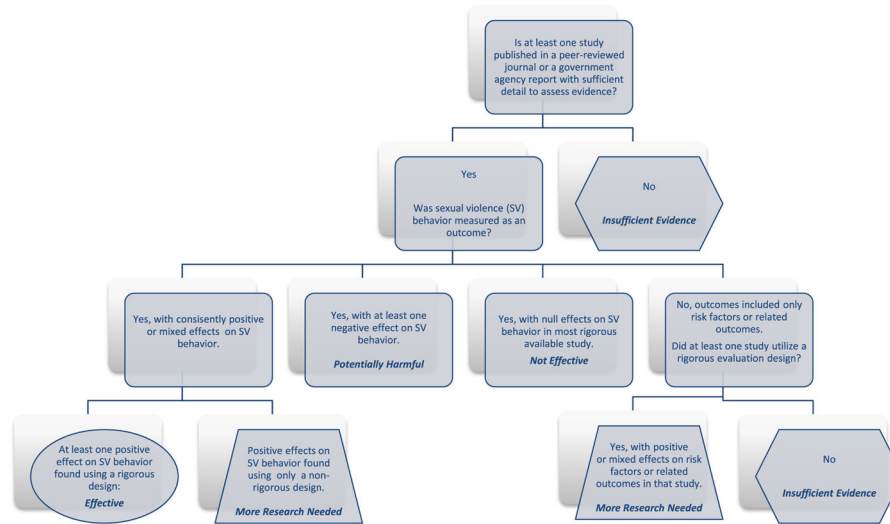 Is at least one study
published in a peer-reviewed
journal or a government
agency report with sufficient
detail to assess evidence?
Yes
Was sexual violence (SV)
behavior measured as an
outcome?
No
Insufficient Evidence
Yes, with consisently positive
or mixed effects on SV
behavior.
Yes, with at least one
negative effect on SV
behavior.
Potentially Harmful
Yes, with null effects on SV
behavior in most rigorous
available study.
Not Effective
No, outcomes included only
risk factors or related
outcomes.
Did at least one study utilize a
rigorous evaluation design?
At least one positive
effect on SV behavior
found using a rigorous
design:
Effective
Positive effects on
SV behavior found
using only a non-
rigorous design.
More Research Needed
Yes, with positive
or mixed effects on risk
factors or related
outcomes in that study.
More Research Needed
No
Insufficient Evidence